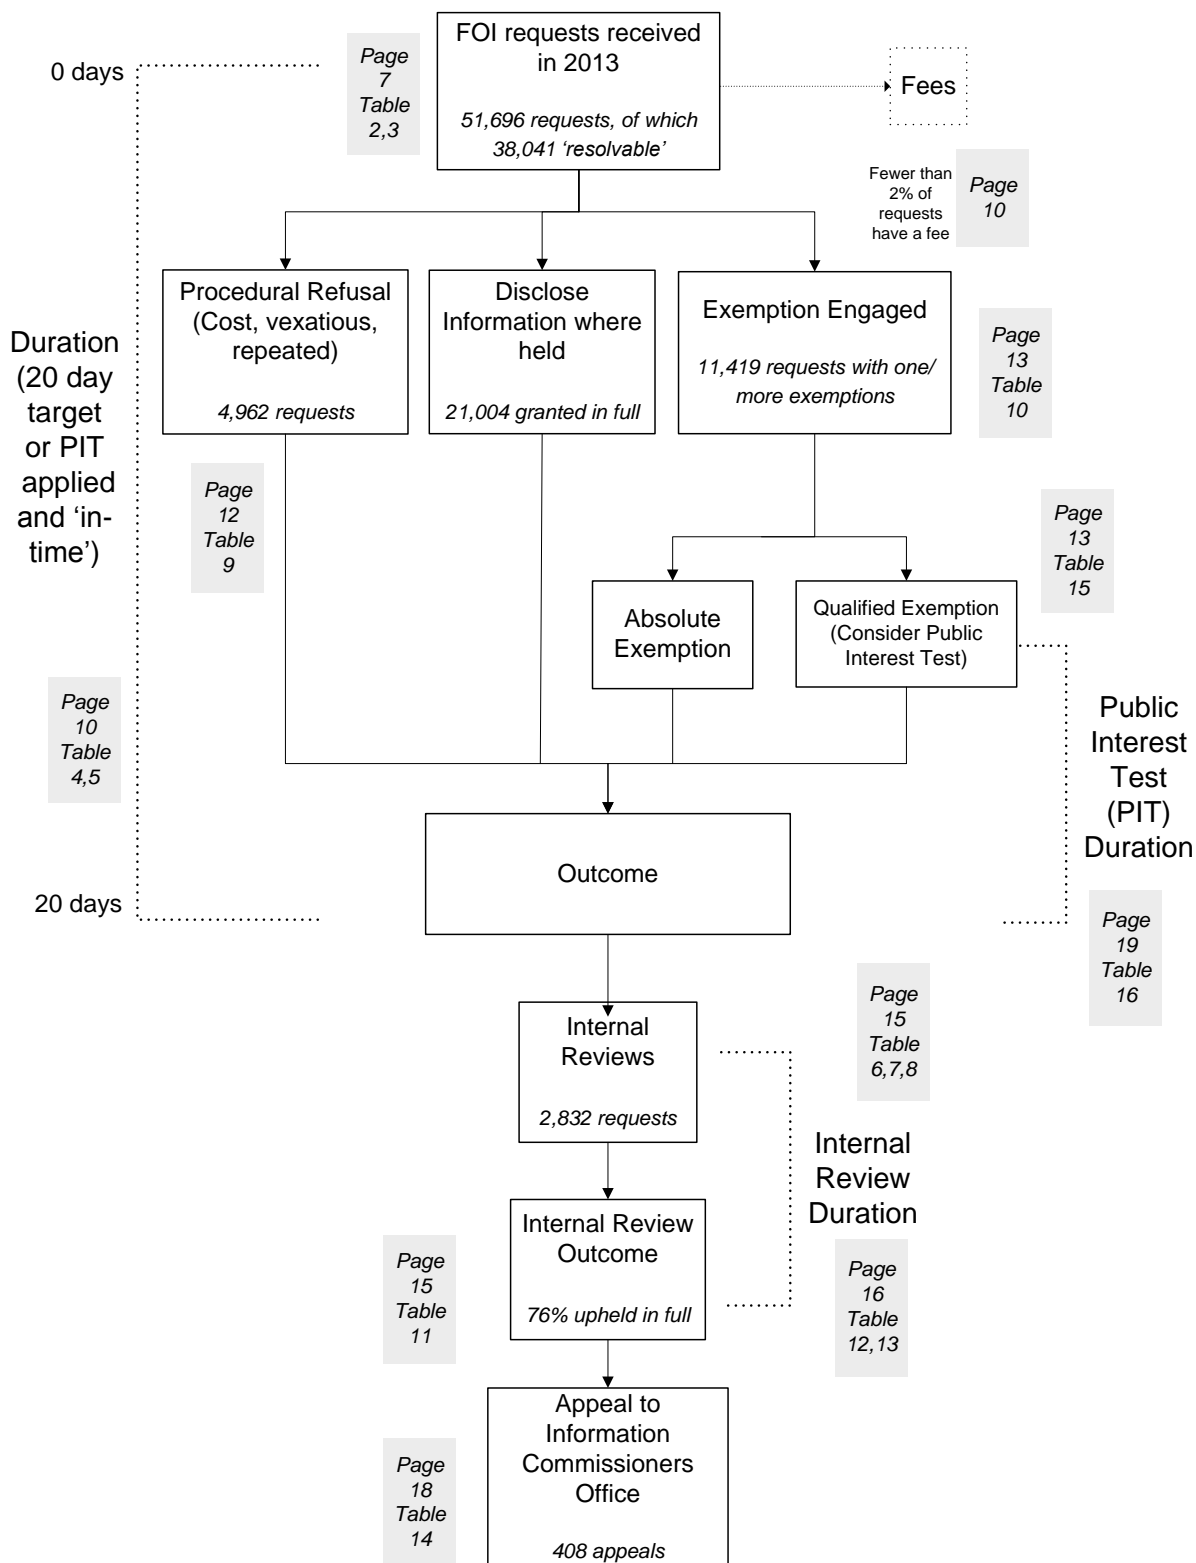 FOI requests received
in 2013
51,696 requests, of which
38,041 ‘resolvable’
0 days
Page
7
Table
2,3
Fees
Fewer than
2% of
requests
have a fee
Page
10
Procedural Refusal
(Cost, vexatious,
repeated)
4,962 requests
Disclose
Information where
held
21,004 granted in full
Exemption Engaged
11,419 requests with one/
more exemptions
Page
13
Table
10
Duration
(20 day
target
or PIT
applied
and ‘in-
time’)
Page
12
Table
9
Page
13
Table
15
Absolute
Exemption
Qualified Exemption
(Consider Public
Interest Test)
Page
10
Table
4,5
Public
Interest
Test
(PIT)
Duration
Outcome
20 days
Page
19
Table
16
Internal
Reviews
2,832 requests
Page
15
Table
6,7,8
Internal
Review
Duration
Internal Review
Outcome
76% upheld in full
Page
15
Table
11
Page
16
Table
12,13
Appeal to
Information
Commissioners
Office
408 appeals
Page
18
Table
14